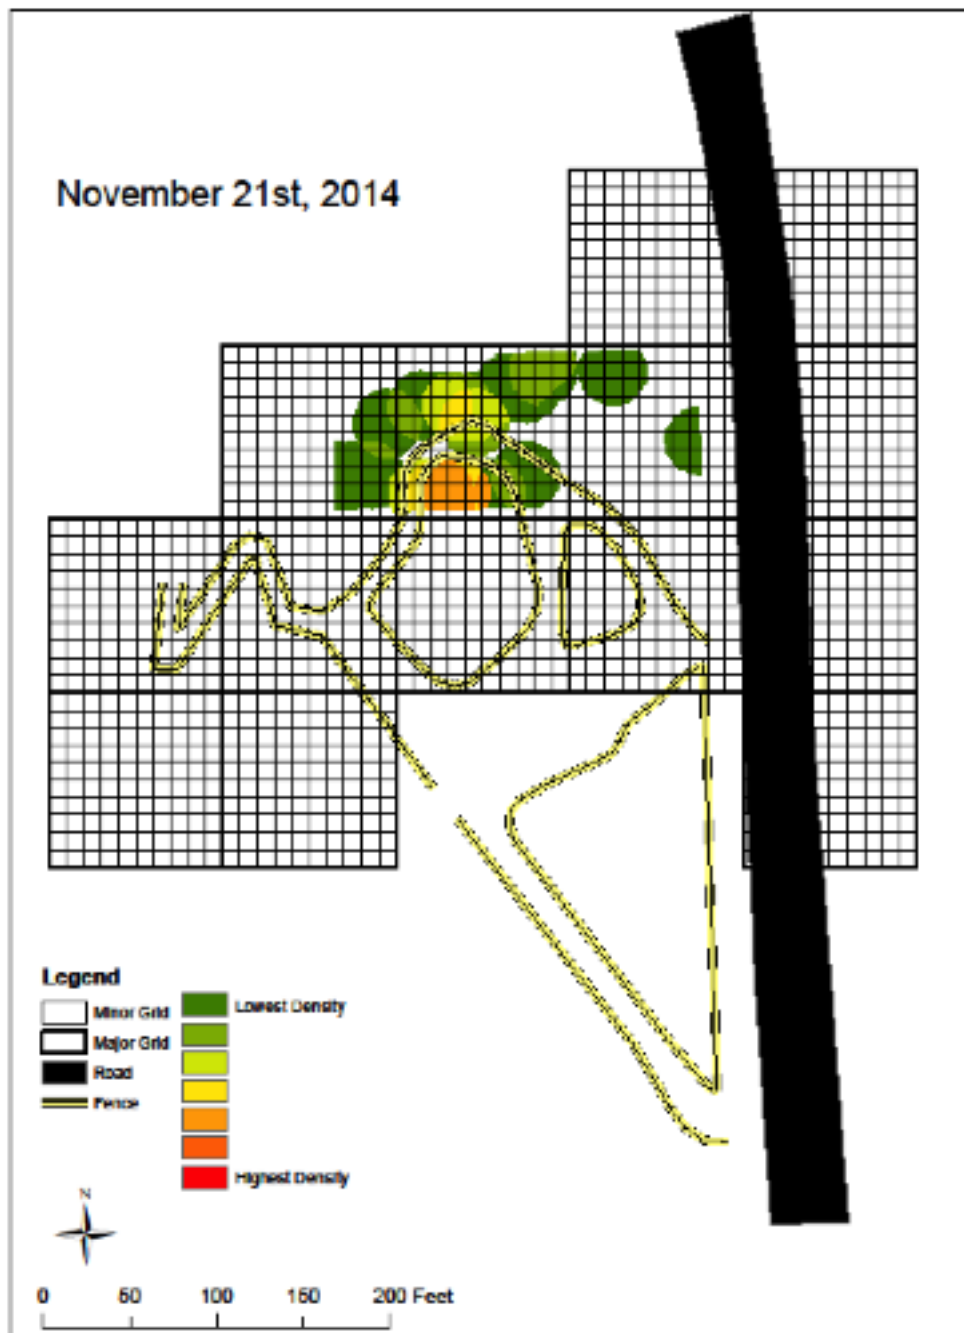 November 21st, 2014
Legend
Minor Grid
Major Grid
Road
Fence
Lowest Density
Highest Density
N
0 50 100 150 200 Feet